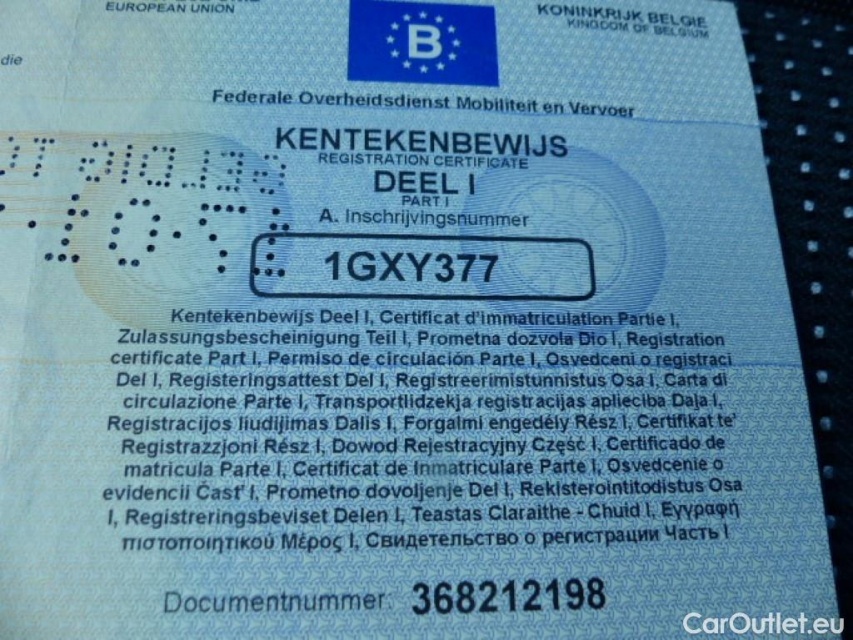 EUROPEAN UNION
KONINKRIJK BELGIE
KINGDOM OF BELGIUM
B
die
Federale Overheidsdienst Mobiliteit en Vervoer
KENTEKENBEWIJS
REGISTRATION CERTIFICATE
DEEL I
PART I
A. Inschrijvingsnummer
1GXY377
Kentekenbewijs Deel I, Certificat d'immatriculation Partie I,
Zulassungsbescheinigung Teil I, Prometna dozvola Dio I, Registration
certificate Part I, Permiso de circulación Parte I, Osvedceni o registraci
Del I, Registeringsattest Del I, Registreerimistunnistus Osa I, Carta di
circulazione Parte I, Transportlidzekja registracijas aplieciba Daja I,
Registracijos liudijimas Dalis I, Forgalmi engedély Rész I, Certifikat te'
Registrazzjoni Rész I, Dowod Rejestracyjny Część I, Certificado de
matricula Parte I, Certificat de Inmatriculare Parte I, Osvedcenie o
evidencii Čast' I, Prometno dovoljenje Del I, Rekisterointitodistus Osa
I, Registreringsbeviset Delen I, Teastas Claraithe - Chuid I, Εγγραφή
πιστοποιητικού Μέρος I, Свидетельство о регистрации Часть I
Documentnummer: 368212198
CarOutlet.eu